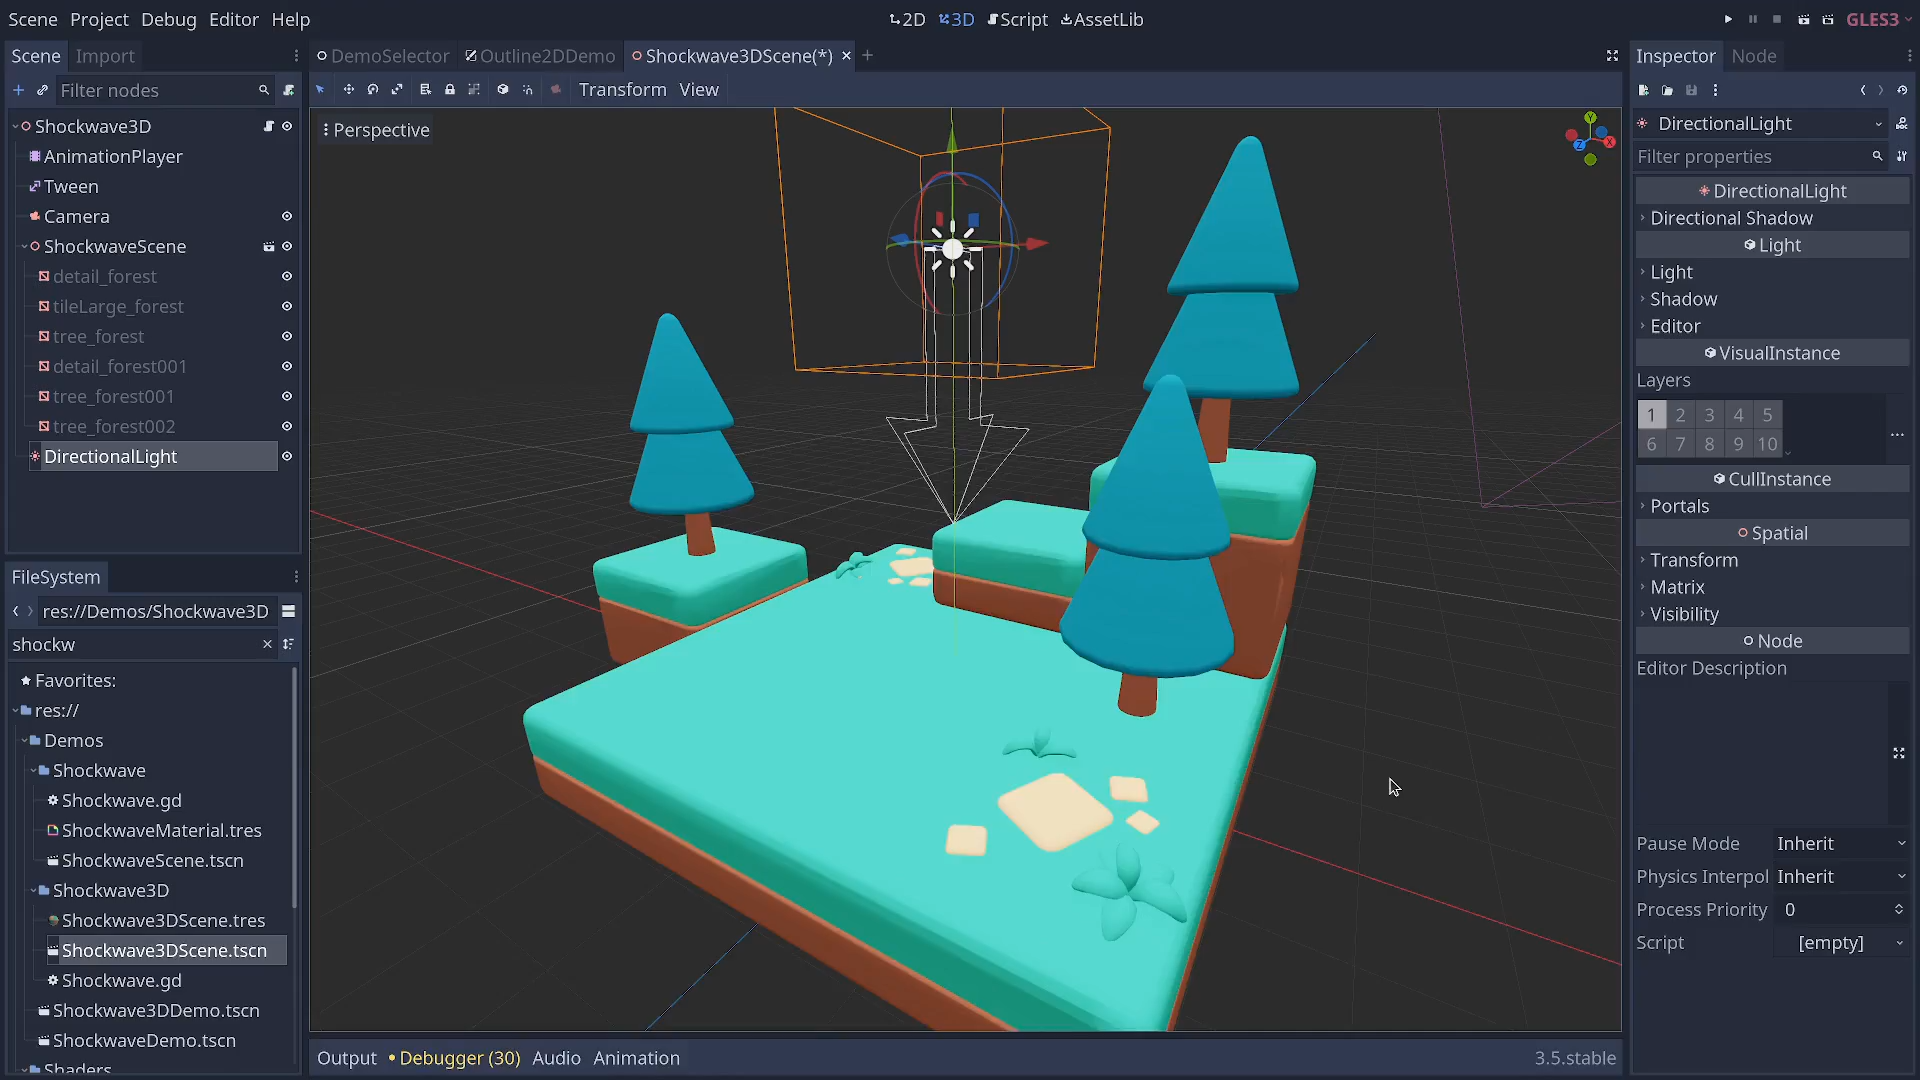 Scene Project Debug Editor Help
2D 3D Script AssetLib
GLES3
Scene Import
DemoSelector Outline2DDemo Shockwave3DScene(*)
Inspector Node
Filter nodes
Transform View
Perspective
Y
X
Z
Shockwave3D
AnimationPlayer
Tween
Camera
ShockwaveScene
detail_forest
tileLarge_forest
tree_forest
detail_forest001
tree_forest001
tree_forest002
DirectionalLight
FileSystem
res://Demos/Shockwave3D
shockw
Favorites:
res://
Demos
Shockwave
Shockwave.gd
ShockwaveMaterial.tres
ShockwaveScene.tscn
Shockwave3D
Shockwave3DScene.tres
Shockwave3DScene.tscn
Shockwave.gd
Shockwave3DDemo.tscn
ShockwaveDemo.tscn
Shaders
Output Debugger (30) Audio Animation
3.5.stable
DirectionalLight
Filter properties
DirectionalLight
Directional Shadow
Light
Light
Shadow
Editor
VisualInstance
Layers
1 2 3 4 5
6 7 8 9 10
CullInstance
Portals
Spatial
Transform
Matrix
Visibility
Node
Editor Description
Pause Mode Inherit
Physics Interpol Inherit
Process Priority 0
Script [empty]